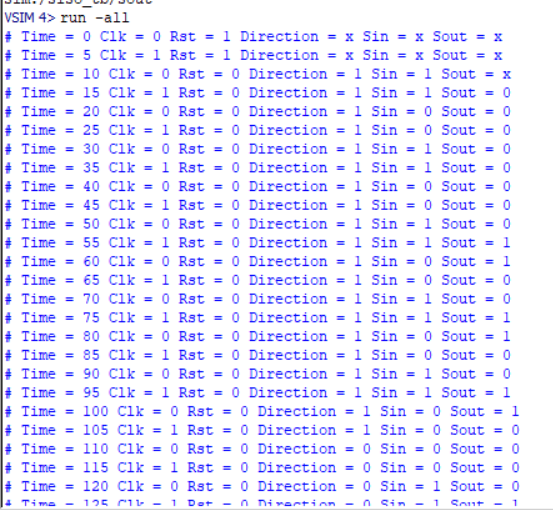 sim:/siso_tb/sout
VSIM 4> run -all
# Time = 0 Clk = 0 Rst = 1 Direction = x Sin = x Sout = x
# Time = 5 Clk = 1 Rst = 1 Direction = x Sin = x Sout = x
# Time = 10 Clk = 0 Rst = 0 Direction = 1 Sin = 1 Sout = x
# Time = 15 Clk = 1 Rst = 0 Direction = 1 Sin = 1 Sout = 0
# Time = 20 Clk = 0 Rst = 0 Direction = 1 Sin = 0 Sout = 0
# Time = 25 Clk = 1 Rst = 0 Direction = 1 Sin = 0 Sout = 0
# Time = 30 Clk = 0 Rst = 0 Direction = 1 Sin = 1 Sout = 0
# Time = 35 Clk = 1 Rst = 0 Direction = 1 Sin = 1 Sout = 0
# Time = 40 Clk = 0 Rst = 0 Direction = 1 Sin = 0 Sout = 0
# Time = 45 Clk = 1 Rst = 0 Direction = 1 Sin = 0 Sout = 0
# Time = 50 Clk = 0 Rst = 0 Direction = 1 Sin = 1 Sout = 0
# Time = 55 Clk = 1 Rst = 0 Direction = 1 Sin = 1 Sout = 1
# Time = 60 Clk = 0 Rst = 0 Direction = 1 Sin = 0 Sout = 1
# Time = 65 Clk = 1 Rst = 0 Direction = 1 Sin = 0 Sout = 0
# Time = 70 Clk = 0 Rst = 0 Direction = 1 Sin = 1 Sout = 0
# Time = 75 Clk = 1 Rst = 0 Direction = 1 Sin = 1 Sout = 1
# Time = 80 Clk = 0 Rst = 0 Direction = 1 Sin = 0 Sout = 1
# Time = 85 Clk = 1 Rst = 0 Direction = 1 Sin = 0 Sout = 0
# Time = 90 Clk = 0 Rst = 0 Direction = 1 Sin = 1 Sout = 0
# Time = 95 Clk = 1 Rst = 0 Direction = 1 Sin = 1 Sout = 1
# Time = 100 Clk = 0 Rst = 0 Direction = 1 Sin = 0 Sout = 1
# Time = 105 Clk = 1 Rst = 0 Direction = 1 Sin = 0 Sout = 0
# Time = 110 Clk = 0 Rst = 0 Direction = 0 Sin = 0 Sout = 0
# Time = 115 Clk = 1 Rst = 0 Direction = 0 Sin = 0 Sout = 0
# Time = 120 Clk = 0 Rst = 0 Direction = 0 Sin = 1 Sout = 0
# Time = 125 Clk = 1 Rst = 0 Direction = 0 Sin = 1 Sout = 1